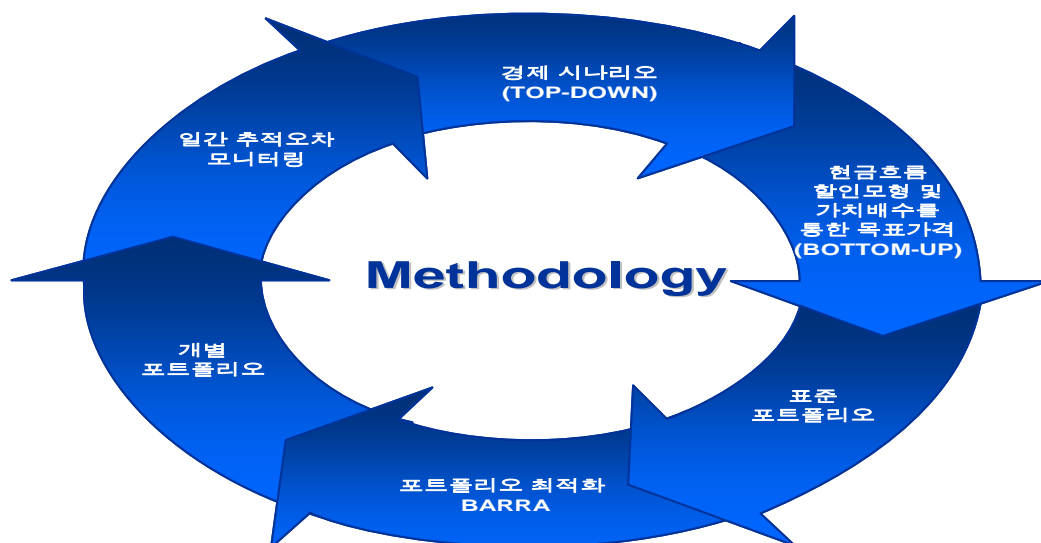 경제 시나리오
(TOP-DOWN)
현금흐름
할인모형 및
가치배수를
통한 목표가격
(BOTTOM-UP)
표준
포트폴리오
포트폴리오 최적화
BARRA
개별
포트폴리오
일간 추적오차
모니터링
Methodology